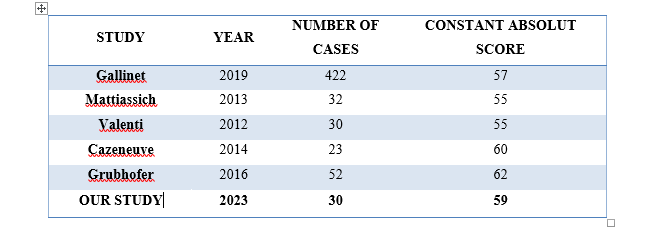 STUDY YEAR NUMBER OF CASES CONSTANT ABSOLUT SCORE
Gallinet 2019 422 57
Mattiassich 2013 32 55
Valenti 2012 30 55
Cazeneuve 2014 23 60
Grubhofer 2016 52 62
OUR STUDY 2023 30 59